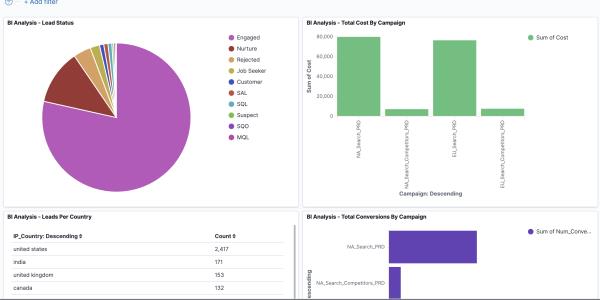 + Add filter
BI Analysis - Lead Status
Engaged
Nurture
Rejected
Job Seeker
Customer
SAL
SQL
Suspect
SQO
MQL
BI Analysis - Total Cost By Campaign
80,000
60,000
40,000
20,000
0
Sum of Cost
NA_Search_PRD
NA_Search_Competitors_PRD
EU_Search_PRD
EU_Search_Competitors_PRD
Campaign: Descending
Sum of Cost
BI Analysis - Leads Per Country
IP_Country: Descending
Count
united states 2,417
india 171
united kingdom 153
canada 132
BI Analysis - Total Conversions By Campaign
NA_Search_PRD
NA_Search_Competitors_PRD
escending
Sum of Num_Conve...